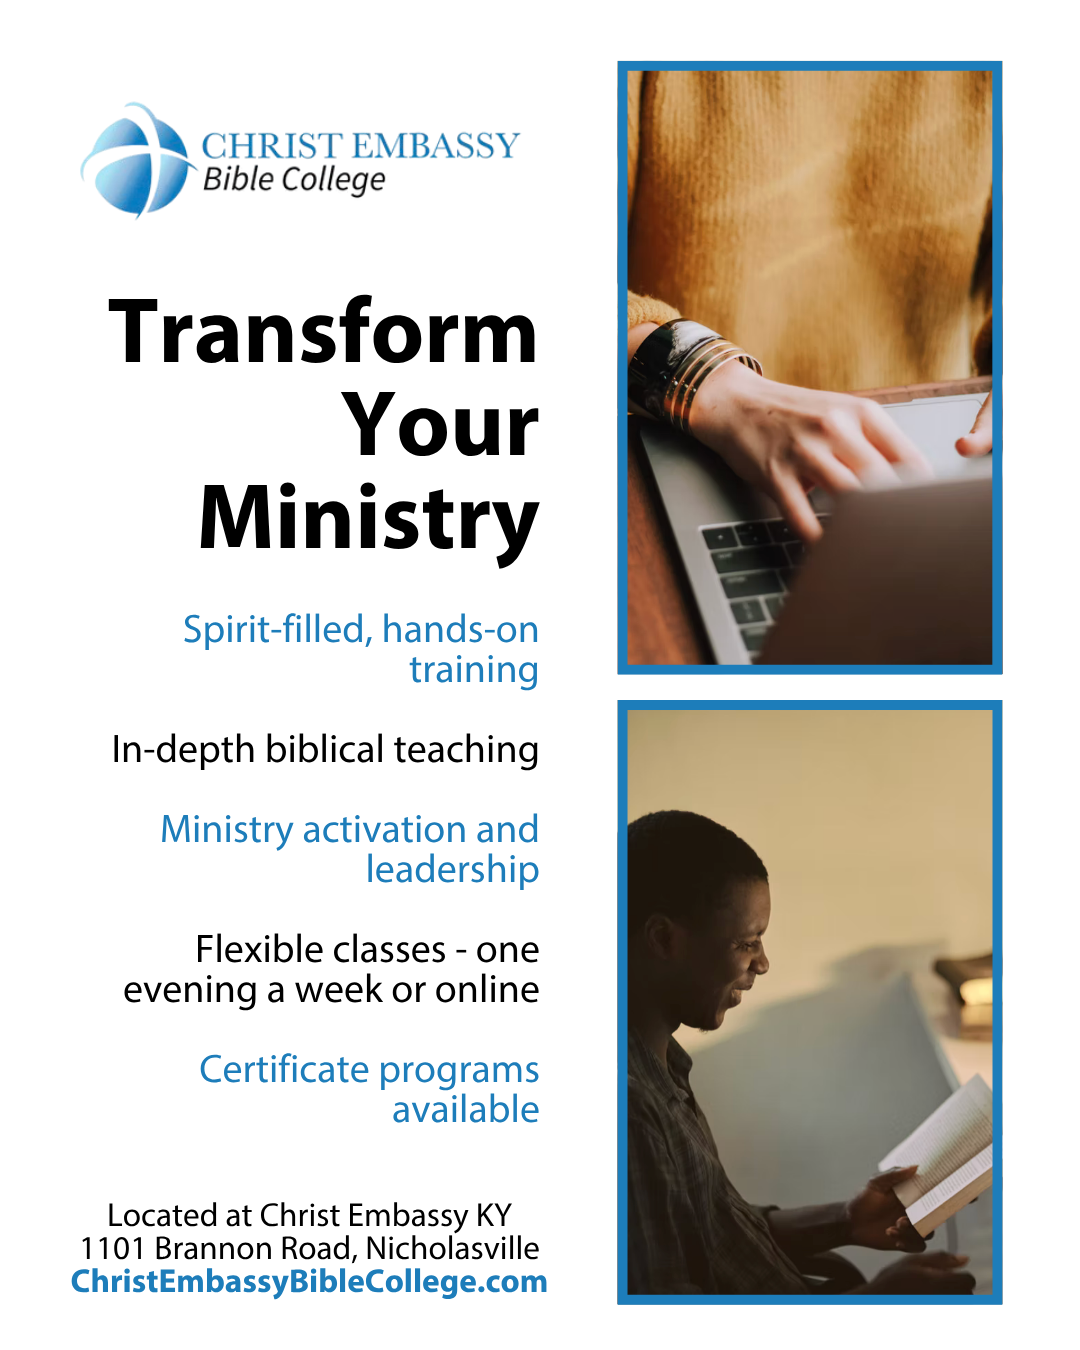 CHRIST EMBASSY
Bible College
Transform
Your
Ministry
Spirit-filled, hands-on
training
In-depth biblical teaching
Ministry activation and
leadership
Flexible classes - one
evening a week or online
Certificate programs
available
Located at Christ Embassy KY
1101 Brannon Road, Nicholasville
ChristEmbassyBibleCollege.com